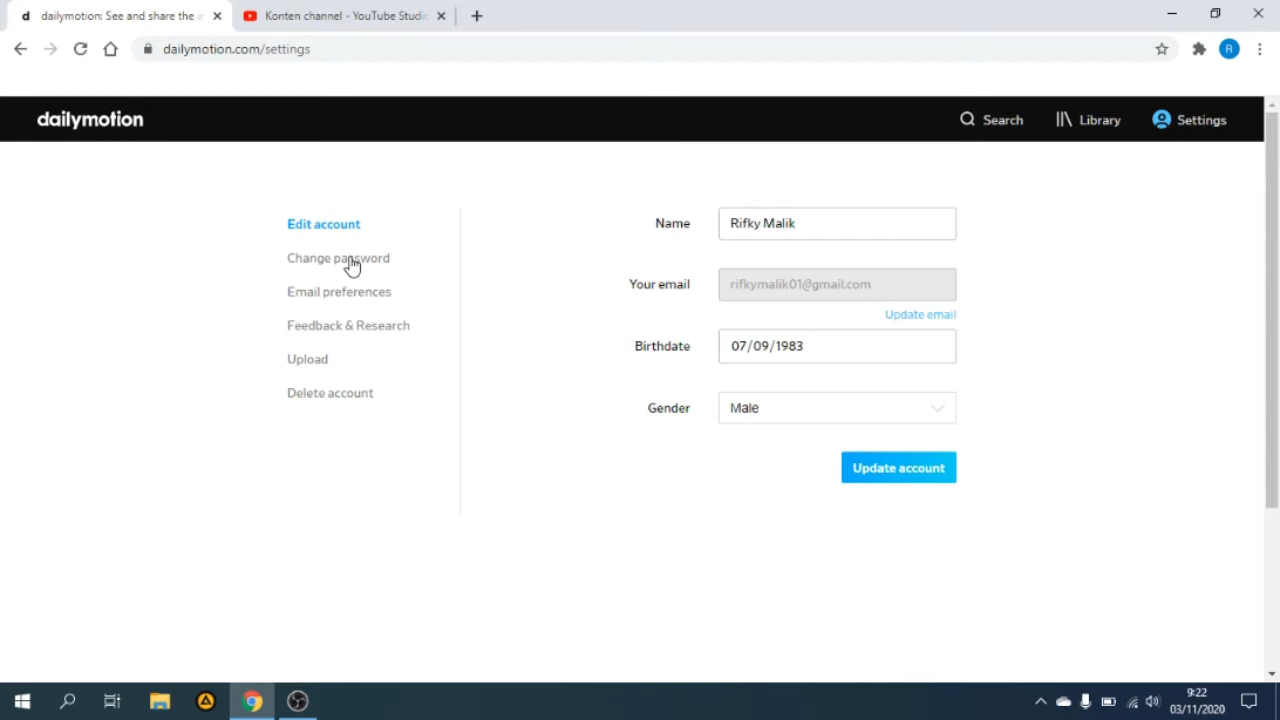 d dailymotion: See and share the
Konten channel - YouTube Studio
dailymotion.com/settings
R
dailymotion
Search
Library
Settings
Edit account
Change password
Email preferences
Feedback & Research
Upload
Delete account
Name
Rifky Malik
Your email
rifkymalik01@gmail.com
Update email
Birthdate
07/09/1983
Gender
Male
Update account
9:22
03/11/2020